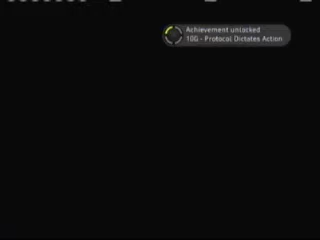 Achievement unlocked
10G - Protocol Dictates Action